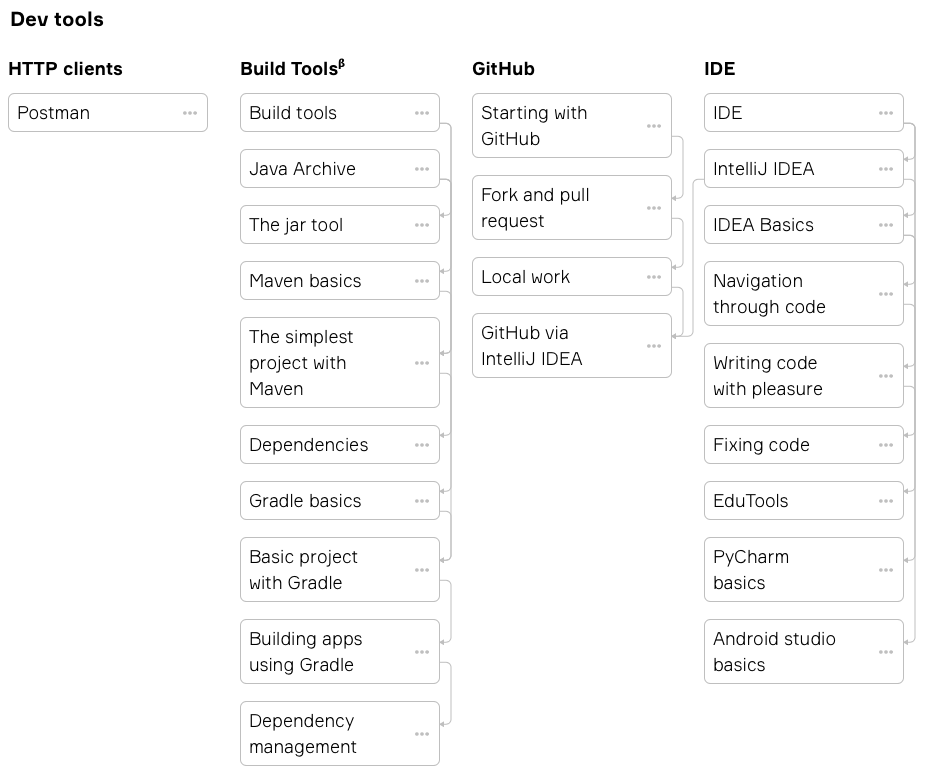 Dev tools
HTTP clients
Postman
Build Toolsᵝ
Build tools
Java Archive
The jar tool
Maven basics
The simplest
project with
Maven
Dependencies
Gradle basics
Basic project
with Gradle
Building apps
using Gradle
Dependency
management
GitHub
Starting with
GitHub
Fork and pull
request
Local work
GitHub via
IntelliJ IDEA
IDE
IDE
IntelliJ IDEA
IDEA Basics
Navigation
through code
Writing code
with pleasure
Fixing code
EduTools
PyCharm
basics
Android studio
basics